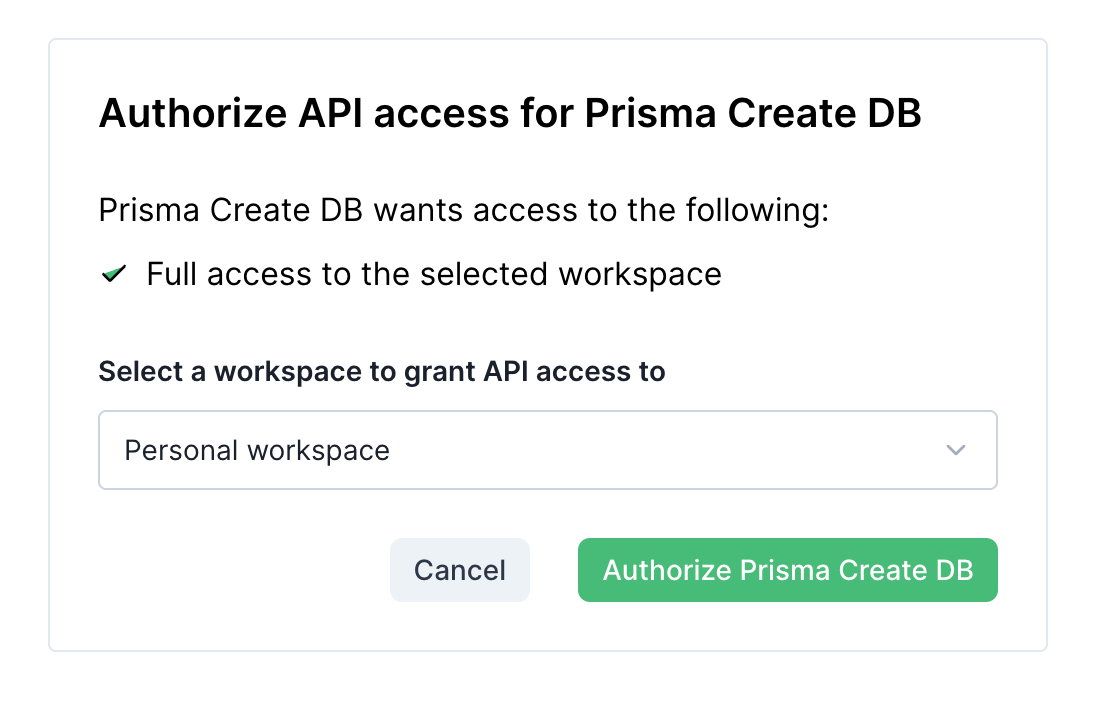 Authorize API access for Prisma Create DB
Prisma Create DB wants access to the following:
Full access to the selected workspace
Select a workspace to grant API access to
Personal workspace
Cancel
Authorize Prisma Create DB